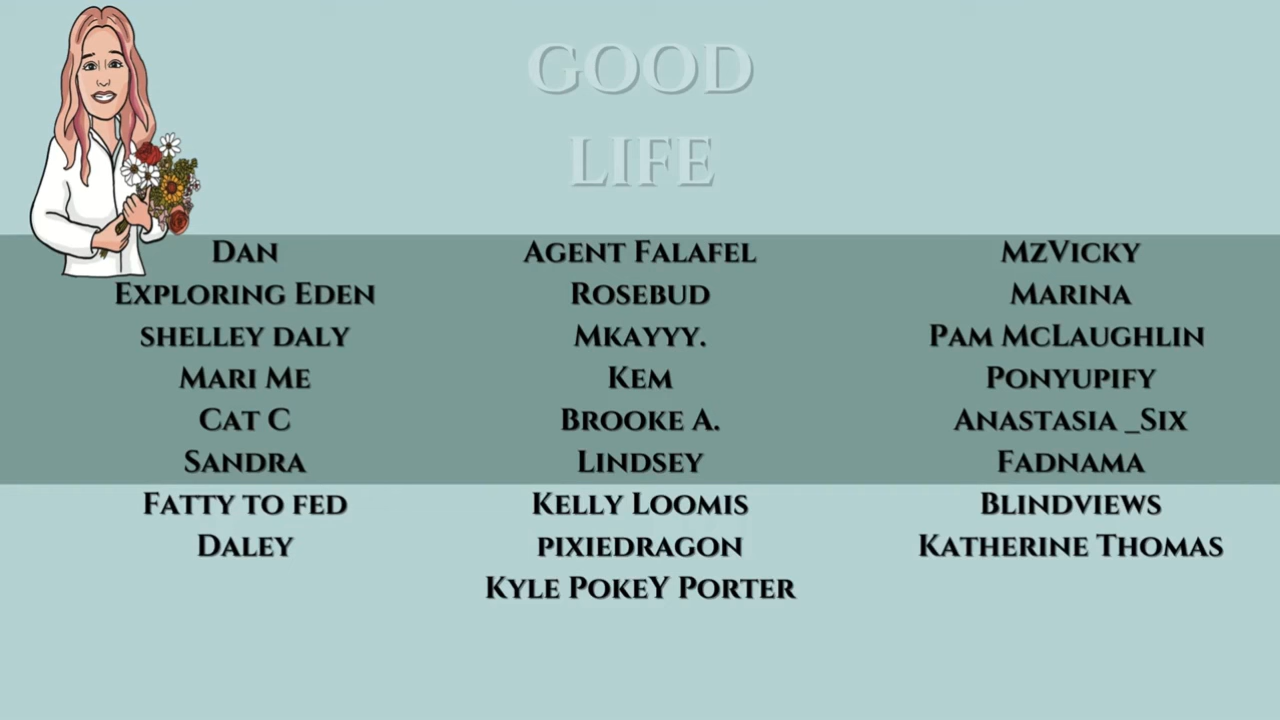 GOOD
LIFE
Dan
Exploring Eden
shelley daly
Mari Me
Cat C
Sandra
Fatty to fed
Daley
Agent Falafel
Rosebud
Mkayyy.
Kem
Brooke A.
Lindsey
Kelly Loomis
pixiedragon
Kyle PokeY Porter
MzVicky
Marina
Pam McLaughlin
Ponyupify
Anastasia _Six
Fadnama
Blindviews
Katherine Thomas